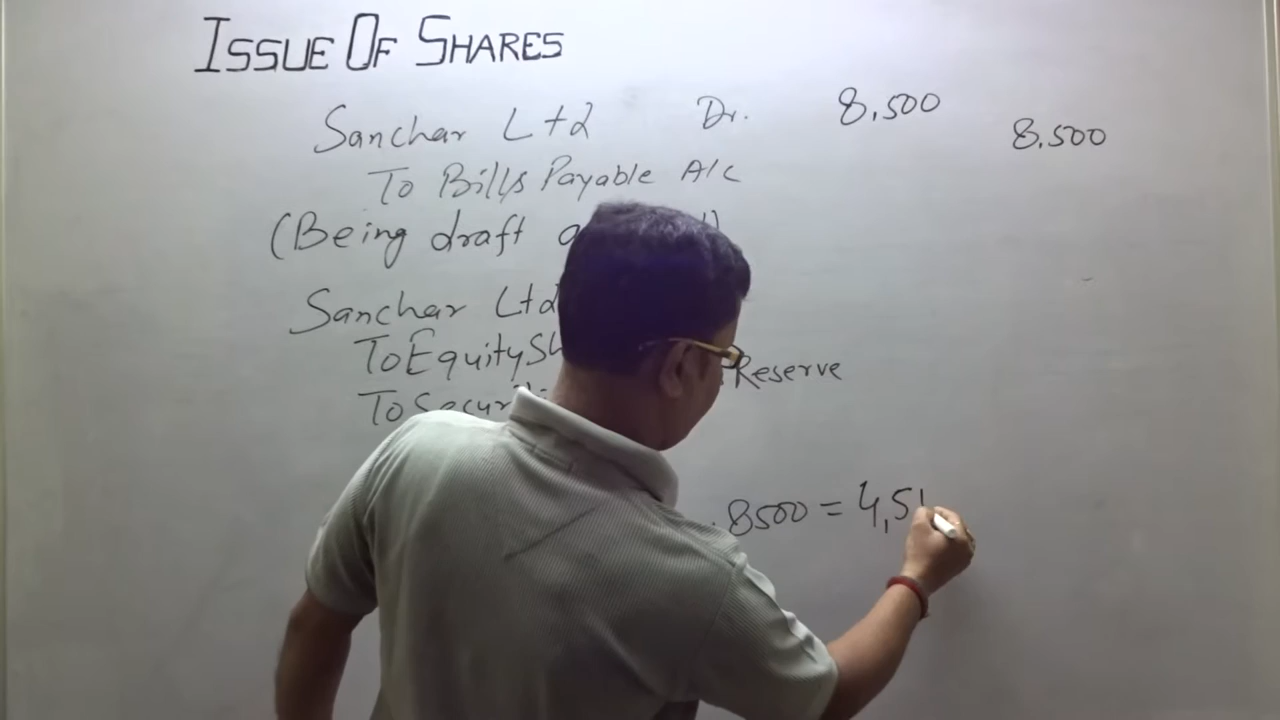 ISSUE OF SHARES
Sanchar Ltd Dr. 8,500
To Bills Payable A/c 8,500
(Being draft
Sanchar Ltd
To Equity Sh
To Securi Reserve
8500 = 4,5